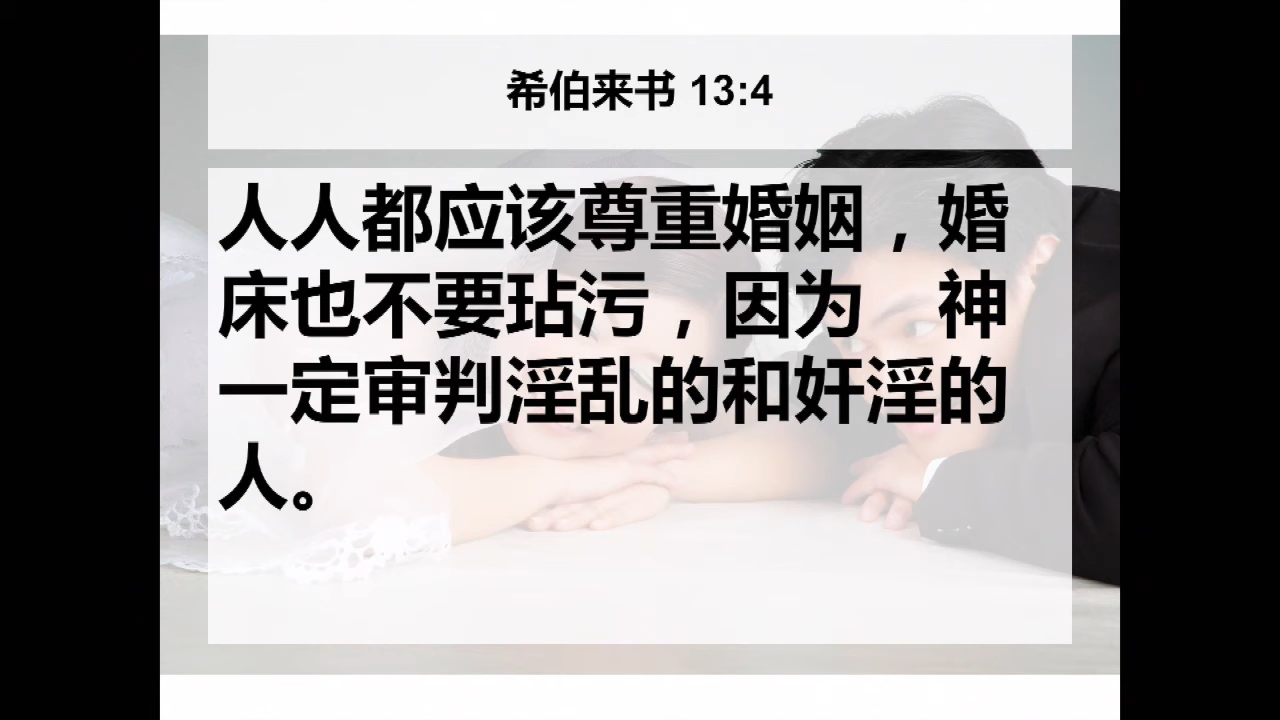 希伯来书 13:4
人人都应该尊重婚姻，婚
床也不要玷污，因为　神
一定审判淫乱的和奸淫的
人。